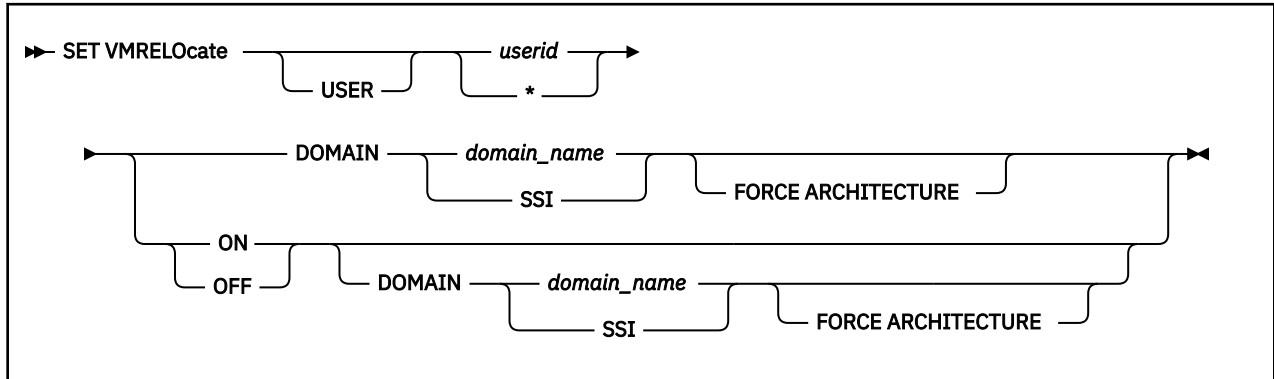 SET VMRELOcate userid
USER *
DOMAIN domain_name
SSI FORCE ARCHITECTURE
ON
OFF DOMAIN domain_name
SSI FORCE ARCHITECTURE